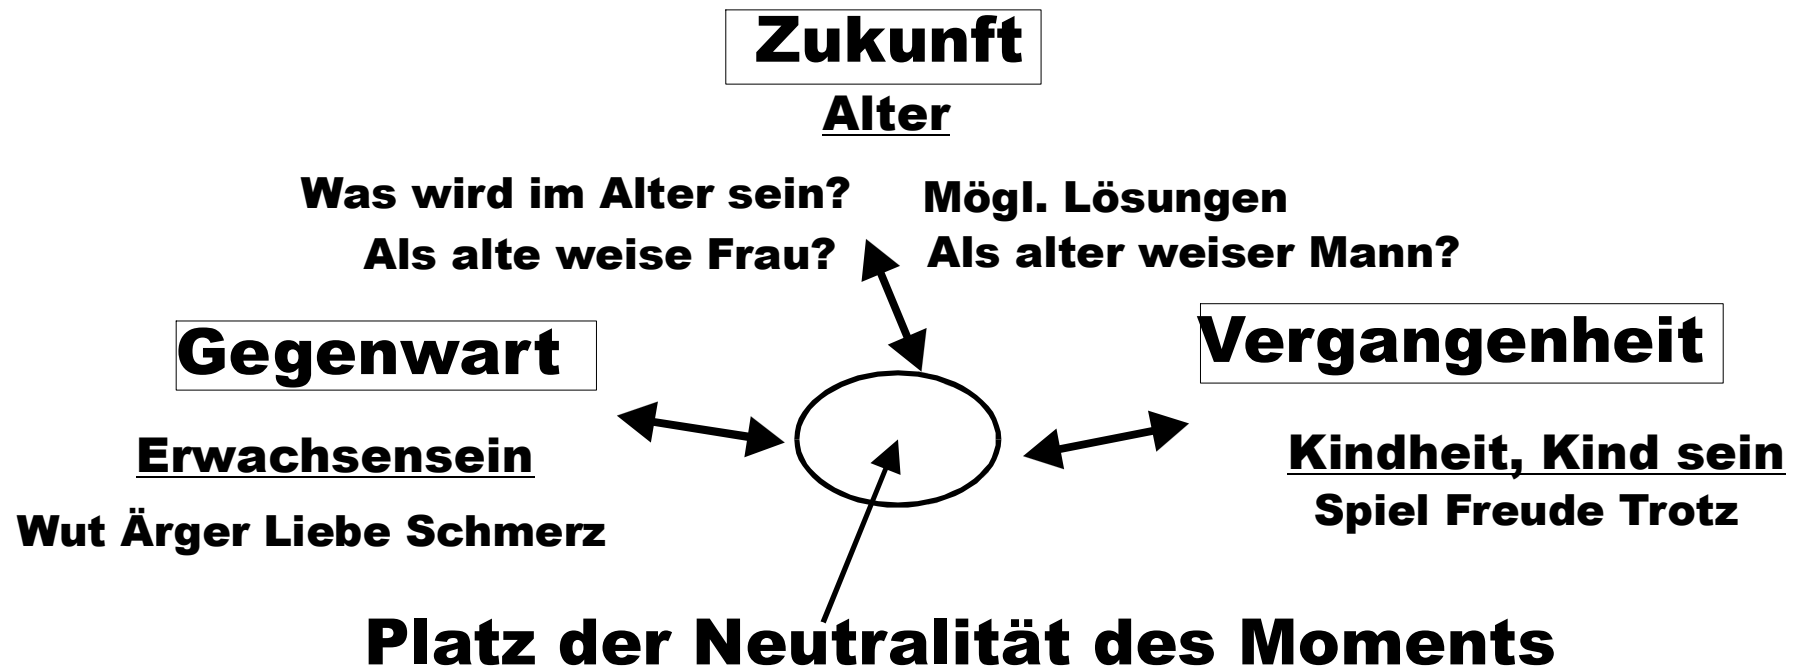 Zukunft
Alter
Was wird im Alter sein?
Mögl. Lösungen
Als alte weise Frau?
Als alter weiser Mann?
Gegenwart
Vergangenheit
Erwachsensein
Kindheit, Kind sein
Wut Ärger Liebe Schmerz
Spiel Freude Trotz
Platz der Neutralität des Moments